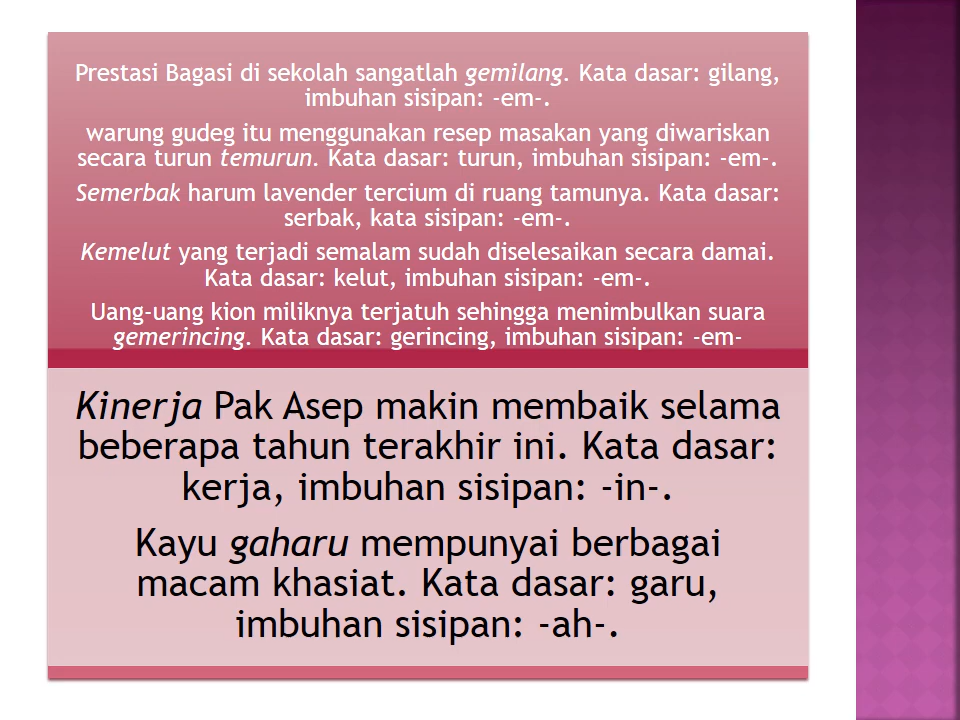 Prestasi Bagasi di sekolah sangatlah gemilang. Kata dasar: gilang,
imbuhan sisipan: -em-.
warung gudeg itu menggunakan resep masakan yang diwariskan
secara turun temurun. Kata dasar: turun, imbuhan sisipan: -em-.
Semerbak harum lavender tercium di ruang tamunya. Kata dasar:
serbak, kata sisipan: -em-.
Kemelut yang terjadi semalam sudah diselesaikan secara damai.
Kata dasar: kelut, imbuhan sisipan: -em-.
Uang-uang kion miliknya terjatuh sehingga menimbulkan suara
gemerincing. Kata dasar: gerincing, imbuhan sisipan: -em-
Kinerja Pak Asep makin membaik selama
beberapa tahun terakhir ini. Kata dasar:
kerja, imbuhan sisipan: -in-.
Kayu gaharu mempunyai berbagai
macam khasiat. Kata dasar: garu,
imbuhan sisipan: -ah-.